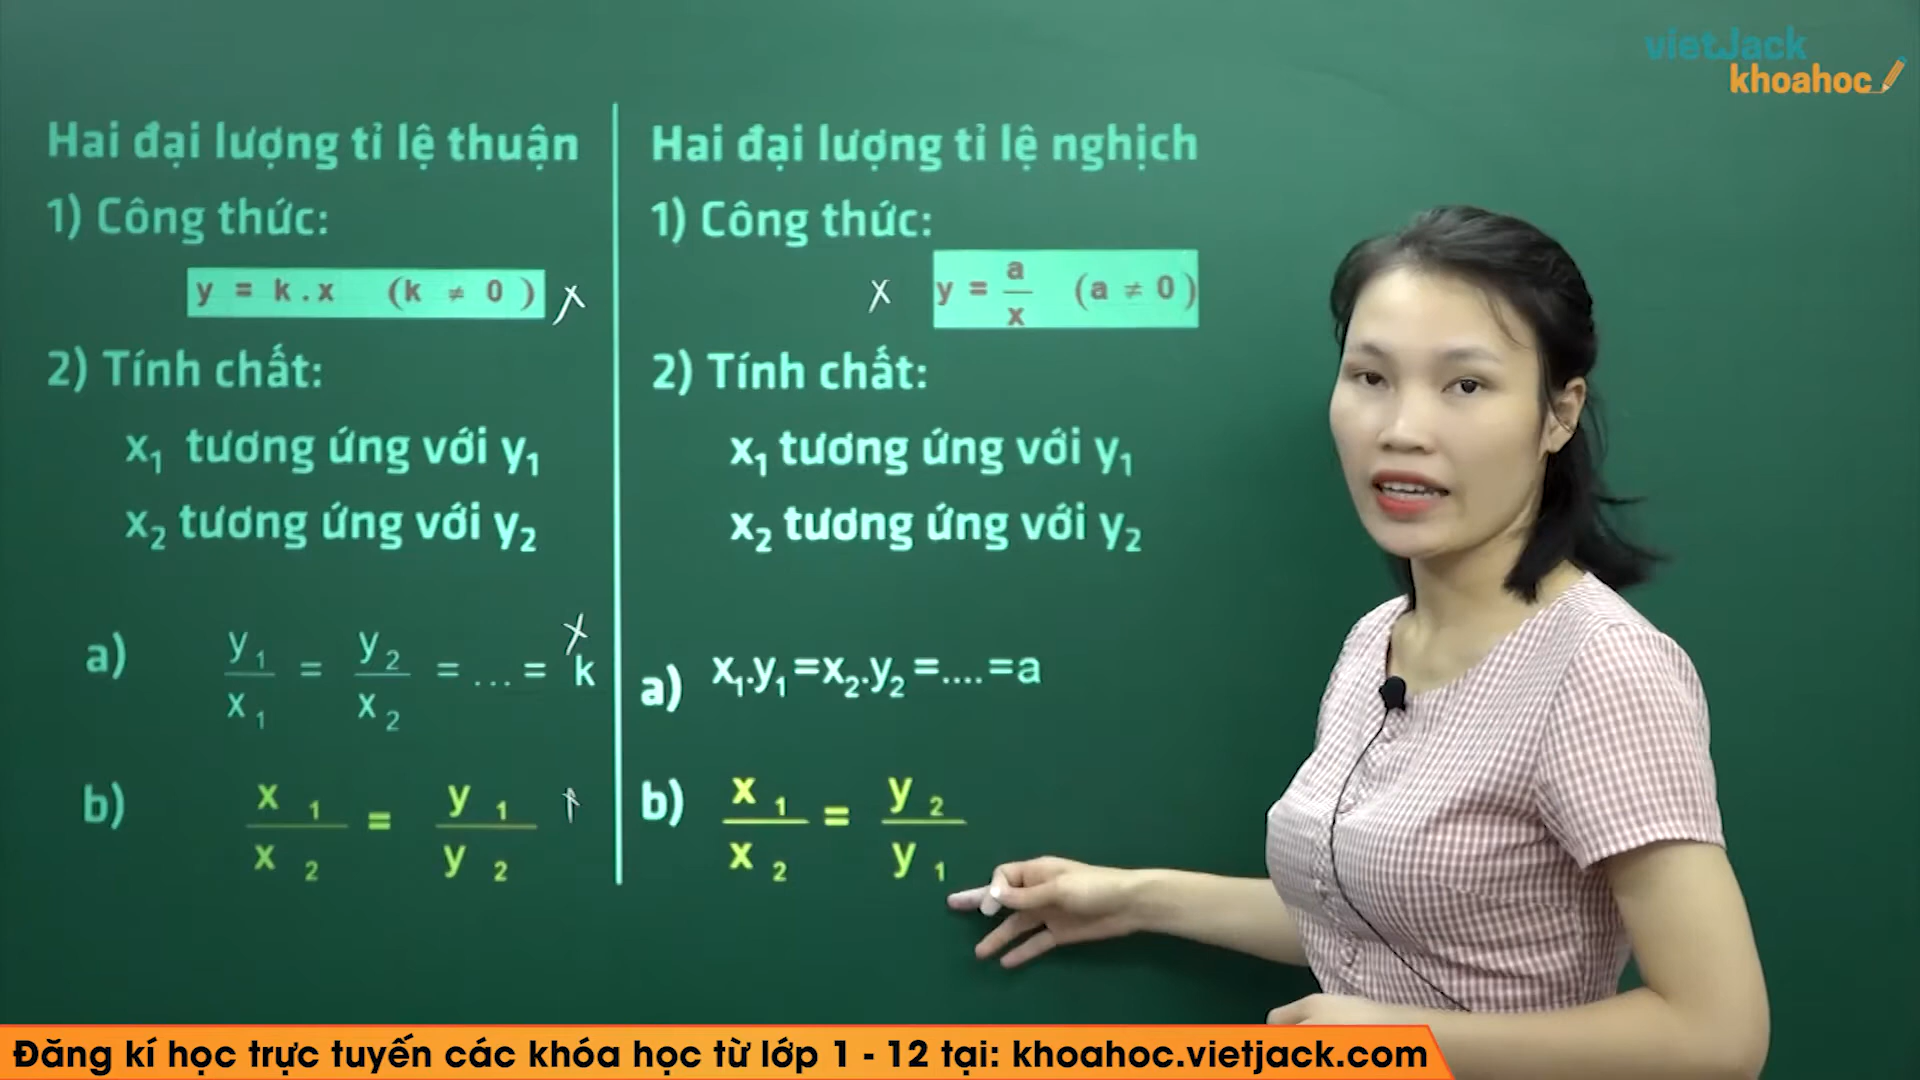 vietJack
khoahoc
Hai đại lượng tỉ lệ thuận
1) Công thức:
y = k.x (k ≠ 0)
x
2) Tính chất:
x₁ tương ứng với y₁
x₂ tương ứng với y₂
a) y₁/x₁ = y₂/x₂ = ... = k
x
b) x₁/x₂ = y₁/y₂
Hai đại lượng tỉ lệ nghịch
1) Công thức:
x
y = a/x (a ≠ 0)
2) Tính chất:
x₁ tương ứng với y₁
x₂ tương ứng với y₂
a) x₁.y₁=x₂.y₂=....=a
b) x₁/x₂ = y₂/y₁
Đăng kí học trực tuyến các khóa học từ lớp 1 - 12 tại: khoahoc.vietjack.com